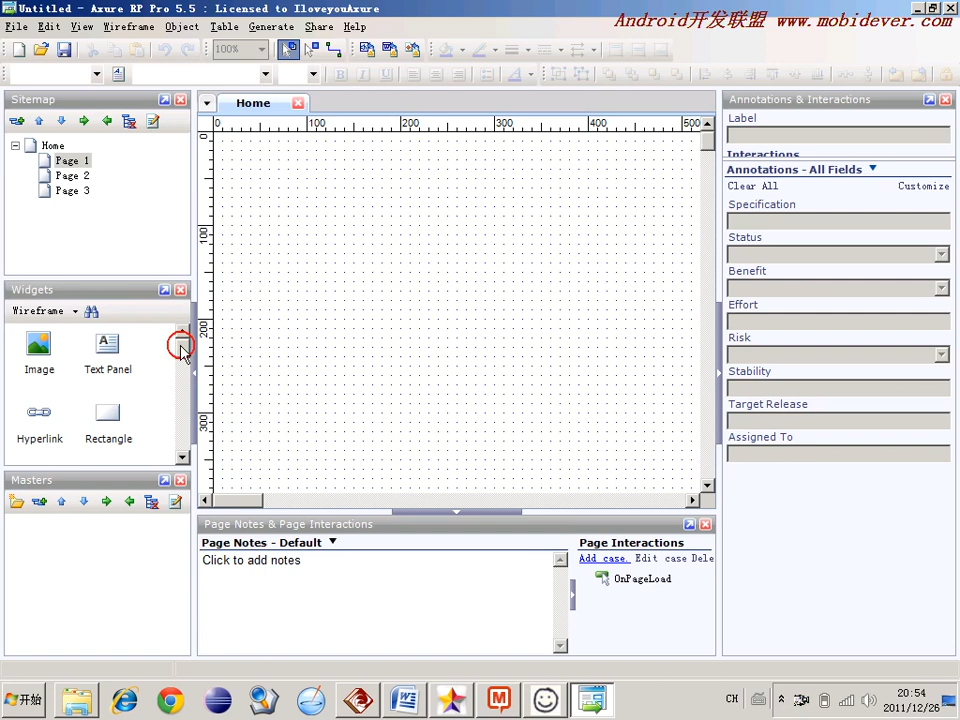 Untitled - Axure RP Pro 5.5 : Licensed to IloveyouAxure
Android开发联盟 www.mobidever.com
File Edit View Wireframe Object Table Generate Share Help
100%
Sitemap
Home
Page 1
Page 2
Page 3
Widgets
Wireframe
Image
Text Panel
Hyperlink
Rectangle
Masters
Home
0 100 200 300 400 500
0
100
200
300
Page Notes & Page Interactions
Page Notes - Default
Click to add notes
Page Interactions
Add case. Edit case Dele
OnPageLoad
Annotations & Interactions
Label
Interactions
Annotations - All Fields
Clear All Customize
Specification
Status
Benefit
Effort
Risk
Stability
Target Release
Assigned To
开始
CH
20:54
2011/12/26